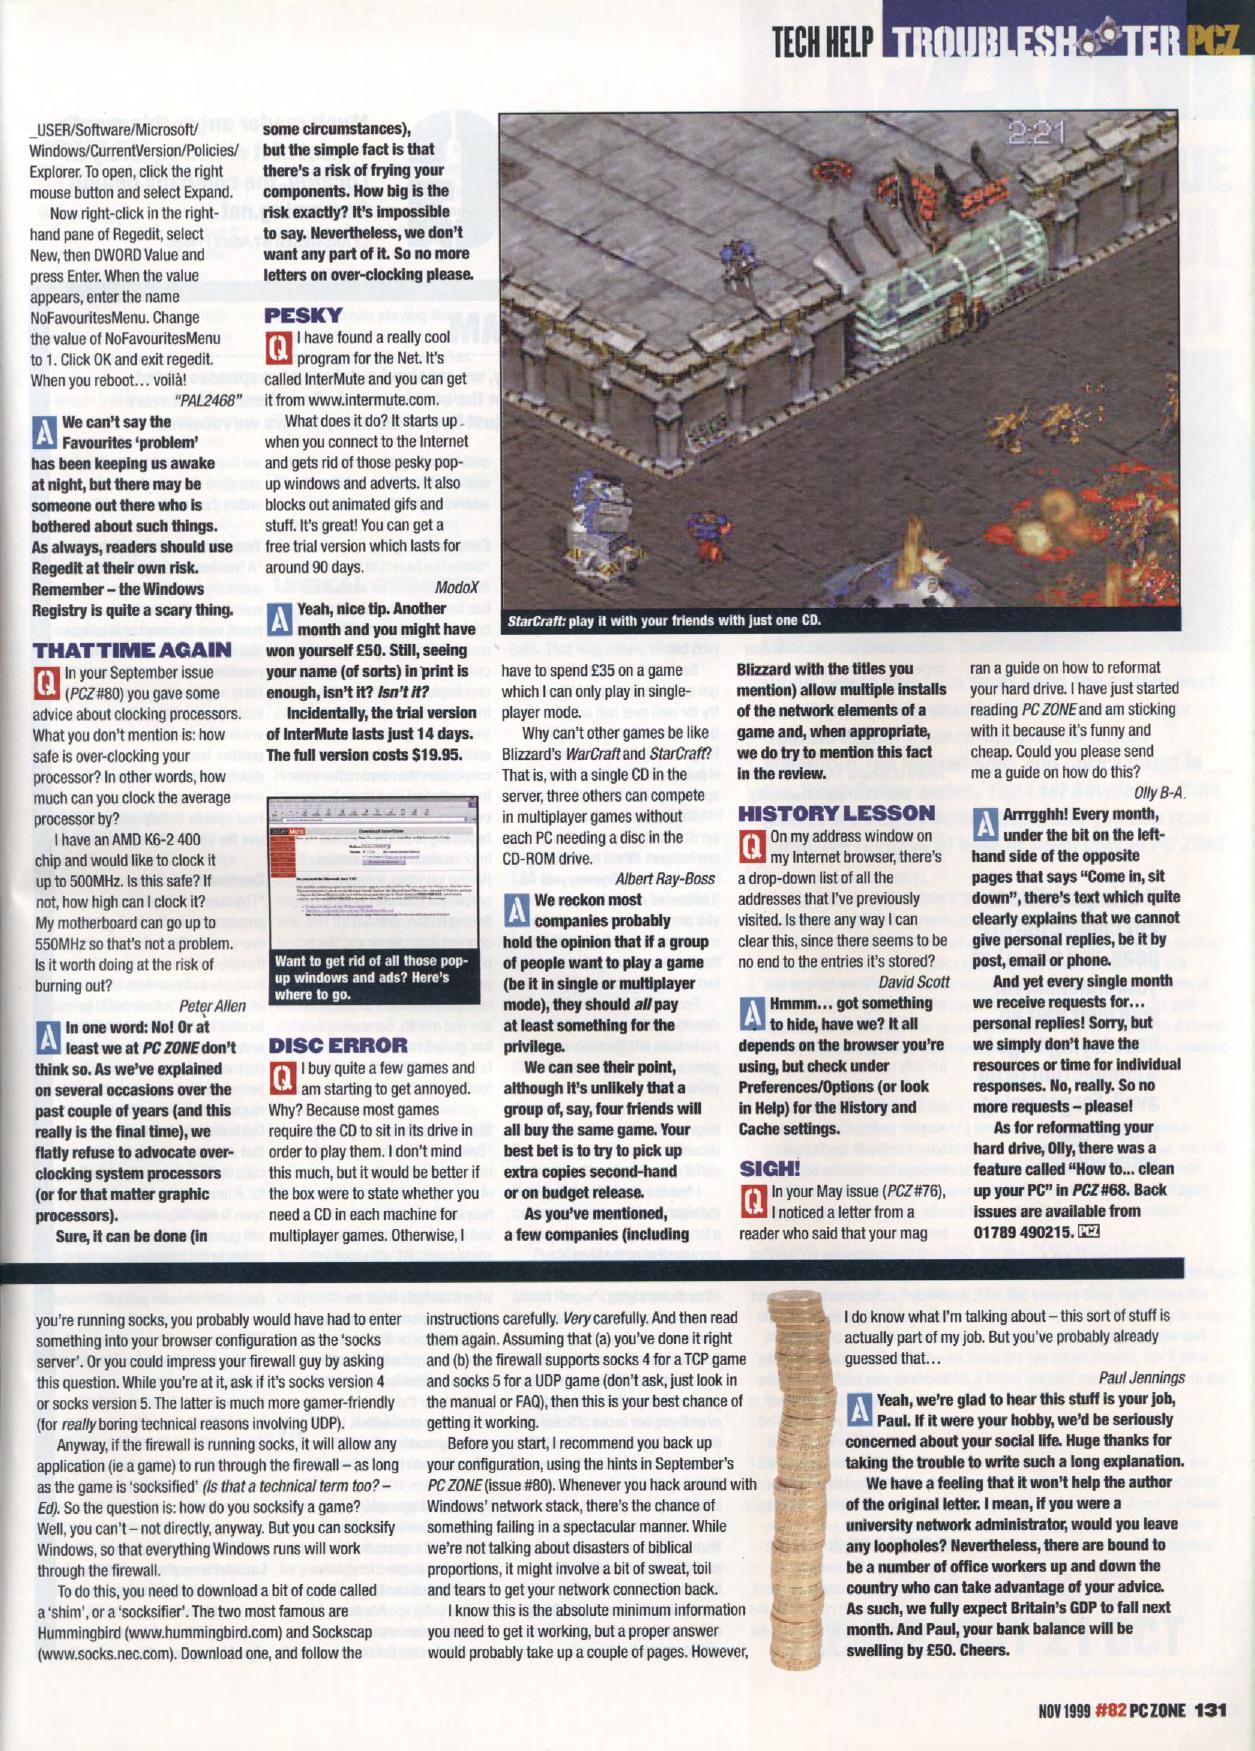 TECH HELP TROUBLESHOOTER PCZ
_USER/Software/Microsoft/
Windows/CurrentVersion/Policies/
Explorer. To open, click the right
mouse button and select Expand.
Now right-click in the right-
hand pane of Regedit, select
New, then DWORD Value and
press Enter. When the value
appears, enter the name
NoFavouritesMenu. Change
the value of NoFavouritesMenu
to 1. Click OK and exit regedit.
When you reboot... voilà!
"PAL2468"
A We can't say the
Favourites 'problem'
has been keeping us awake
at night, but there may be
someone out there who is
bothered about such things.
As always, readers should use
Regedit at their own risk.
Remember – the Windows
Registry is quite a scary thing.
THAT TIME AGAIN
Q In your September issue
(PCZ #80) you gave some
advice about clocking processors.
What you don't mention is: how
safe is over-clocking your
processor? In other words, how
much can you clock the average
processor by?
I have an AMD K6-2 400
chip and would like to clock it
up to 500MHz. Is this safe? If
not, how high can I clock it?
My motherboard can go up to
550MHz so that's not a problem.
Is it worth doing at the risk of
burning out?
Peter Allen
A In one word: No! Or at
least we at PC ZONE don't
think so. As we've explained
on several occasions over the
past couple of years (and this
really is the final time), we
flatly refuse to advocate over-
clocking system processors
(or for that matter graphic
processors).
Sure, it can be done (in
some circumstances),
but the simple fact is that
there's a risk of frying your
components. How big is the
risk exactly? It's impossible
to say. Nevertheless, we don't
want any part of it. So no more
letters on over-clocking please.
PESKY
Q I have found a really cool
program for the Net. It's
called InterMute and you can get
it from www.intermute.com.
What does it do? It starts up
when you connect to the Internet
and gets rid of those pesky pop-
up windows and adverts. It also
blocks out animated gifs and
stuff. It's great! You can get a
free trial version which lasts for
around 90 days.
ModoX
A Yeah, nice tip. Another
month and you might have
won yourself £50. Still, seeing
your name (of sorts) in print is
enough, isn't it? Isn't it?
Incidentally, the trial version
of InterMute lasts just 14 days.
The full version costs $19.95.
Want to get rid of all those pop-
up windows and ads? Here's
where to go.
DISC ERROR
Q I buy quite a few games and
am starting to get annoyed.
Why? Because most games
require the CD to sit in its drive in
order to play them. I don't mind
this much, but it would be better if
the box were to state whether you
need a CD in each machine for
multiplayer games. Otherwise, I
2:21
StarCraft: play it with your friends with just one CD.
have to spend £35 on a game
which I can only play in single-
player mode.
Why can't other games be like
Blizzard's WarCraft and StarCraft?
That is, with a single CD in the
server, three others can compete
in multiplayer games without
each PC needing a disc in the
CD-ROM drive.
Albert Ray-Boss
A We reckon most
companies probably
hold the opinion that if a group
of people want to play a game
(be it in single or multiplayer
mode), they should all pay
at least something for the
privilege.
We can see their point,
although it's unlikely that a
group of, say, four friends will
all buy the same game. Your
best bet is to try to pick up
extra copies second-hand
or on budget release.
As you've mentioned,
a few companies (including
Blizzard with the titles you
mention) allow multiple installs
of the network elements of a
game and, when appropriate,
we do try to mention this fact
in the review.
HISTORY LESSON
Q On my address window on
my Internet browser, there's
a drop-down list of all the
addresses that I've previously
visited. Is there any way I can
clear this, since there seems to be
no end to the entries it's stored?
David Scott
A Hmmm... got something
to hide, have we? It all
depends on the browser you're
using, but check under
Preferences/Options (or look
in Help) for the History and
Cache settings.
SIGH!
Q In your May issue (PCZ #76),
I noticed a letter from a
reader who said that your mag
ran a guide on how to reformat
your hard drive. I have just started
reading PC ZONE and am sticking
with it because it's funny and
cheap. Could you please send
me a guide on how do this?
Olly B-A.
A Arrrgghh! Every month,
under the bit on the left-
hand side of the opposite
pages that says "Come in, sit
down", there's text which quite
clearly explains that we cannot
give personal replies, be it by
post, email or phone.
And yet every single month
we receive requests for...
personal replies! Sorry, but
we simply don't have the
resources or time for individual
responses. No, really. So no
more requests – please!
As for reformatting your
hard drive, Olly, there was a
feature called "How to... clean
up your PC" in PCZ #68. Back
issues are available from
01789 490215. PCZ
you're running socks, you probably would have had to enter
something into your browser configuration as the 'socks
server'. Or you could impress your firewall guy by asking
this question. While you're at it, ask if it's socks version 4
or socks version 5. The latter is much more gamer-friendly
(for really boring technical reasons involving UDP).
Anyway, if the firewall is running socks, it will allow any
application (ie a game) to run through the firewall – as long
as the game is 'socksified' (Is that a technical term too? –
Ed). So the question is: how do you socksify a game?
Well, you can't – not directly, anyway. But you can socksify
Windows, so that everything Windows runs will work
through the firewall.
To do this, you need to download a bit of code called
a 'shim', or a 'socksifier'. The two most famous are
Hummingbird (www.hummingbird.com) and Sockscap
(www.socks.nec.com). Download one, and follow the
instructions carefully. Very carefully. And then read
them again. Assuming that (a) you've done it right
and (b) the firewall supports socks 4 for a TCP game
and socks 5 for a UDP game (don't ask, just look in
the manual or FAQ), then this is your best chance of
getting it working.
Before you start, I recommend you back up
your configuration, using the hints in September's
PC ZONE (issue #80). Whenever you hack around with
Windows' network stack, there's the chance of
something failing in a spectacular manner. While
we're not talking about disasters of biblical
proportions, it might involve a bit of sweat, toil
and tears to get your network connection back.
I know this is the absolute minimum information
you need to get it working, but a proper answer
would probably take up a couple of pages. However,
I do know what I'm talking about – this sort of stuff is
actually part of my job. But you've probably already
guessed that...
Paul Jennings
A Yeah, we're glad to hear this stuff is your job,
Paul. If it were your hobby, we'd be seriously
concerned about your social life. Huge thanks for
taking the trouble to write such a long explanation.
We have a feeling that it won't help the author
of the original letter. I mean, if you were a
university network administrator, would you leave
any loopholes? Nevertheless, there are bound to
be a number of office workers up and down the
country who can take advantage of your advice.
As such, we fully expect Britain's GDP to fall next
month. And Paul, your bank balance will be
swelling by £50. Cheers.
NOV 1999 #82 PC ZONE 131